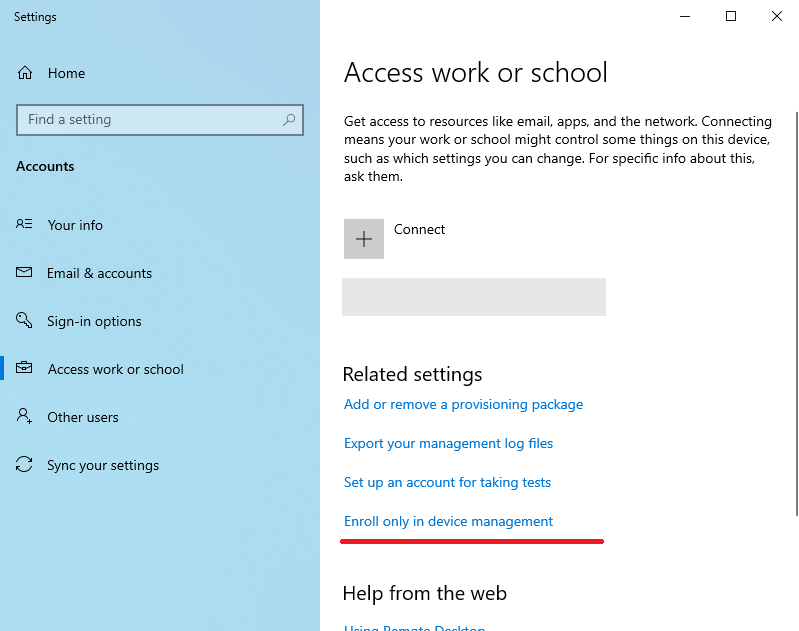 Settings
Home
Find a setting
Accounts
Your info
Email & accounts
Sign-in options
Access work or school
Other users
Sync your settings
Access work or school
Get access to resources like email, apps, and the network. Connecting
means your work or school might control some things on this device,
such as which settings you can change. For specific info about this,
ask them.
Connect
Related settings
Add or remove a provisioning package
Export your management log files
Set up an account for taking tests
Enroll only in device management
Help from the web
Using Remote Desktop